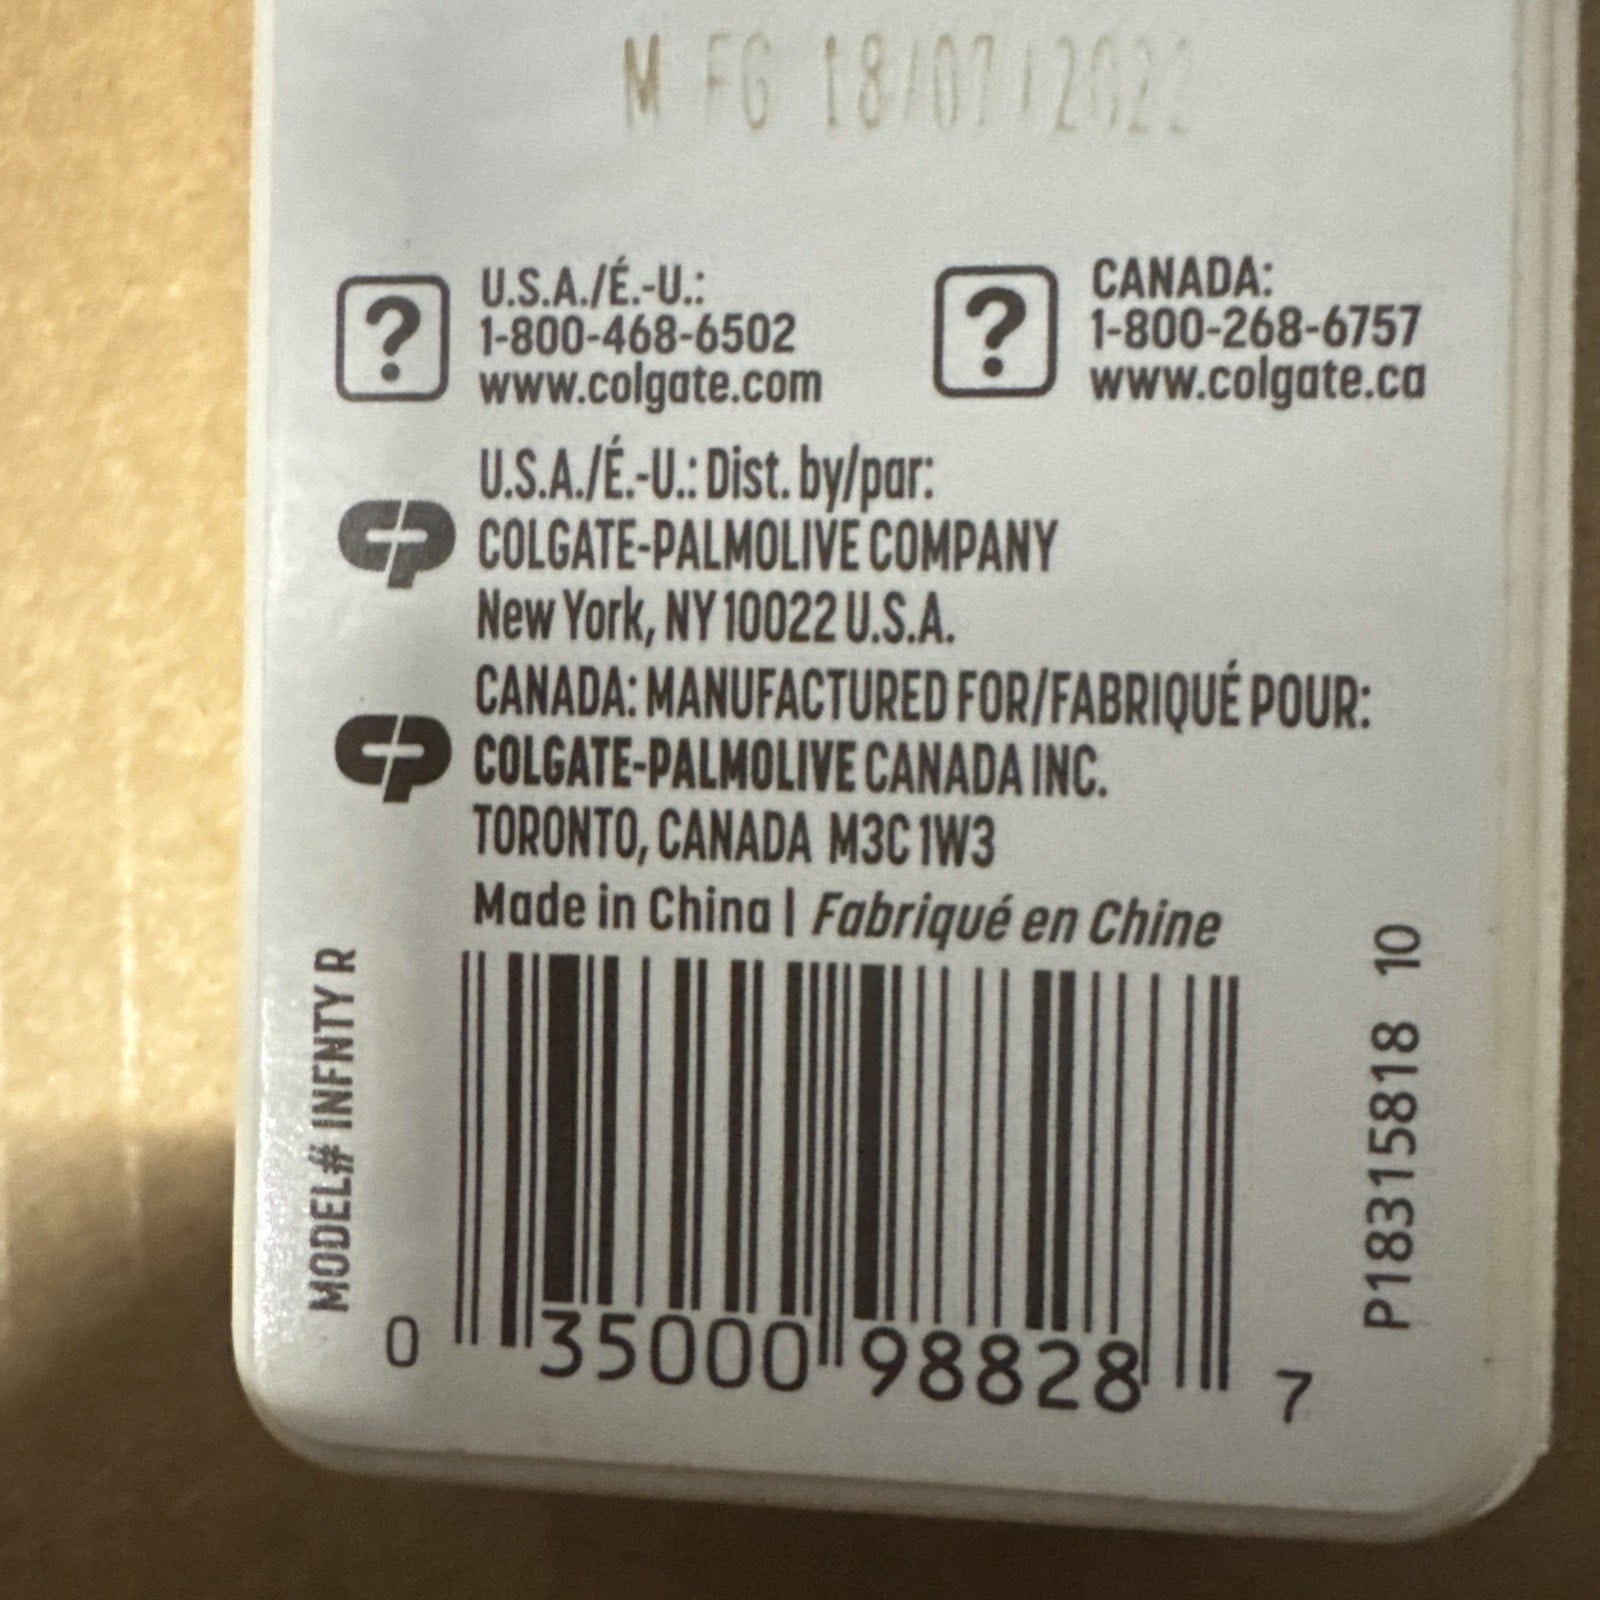 M FG 18/07/2022
U.S.A./É.-U.:
1-800-468-6502
www.colgate.com
CANADA:
1-800-268-6757
www.colgate.ca
U.S.A./É.-U.: Dist. by/par:
CP COLGATE-PALMOLIVE COMPANY
New York, NY 10022 U.S.A.
CANADA: MANUFACTURED FOR/FABRIQUÉ POUR:
CP COLGATE-PALMOLIVE CANADA INC.
TORONTO, CANADA M3C 1W3
Made in China | Fabriqué en Chine
MODEL# INFNTY R
0 35000 98828 7
P18315818 10